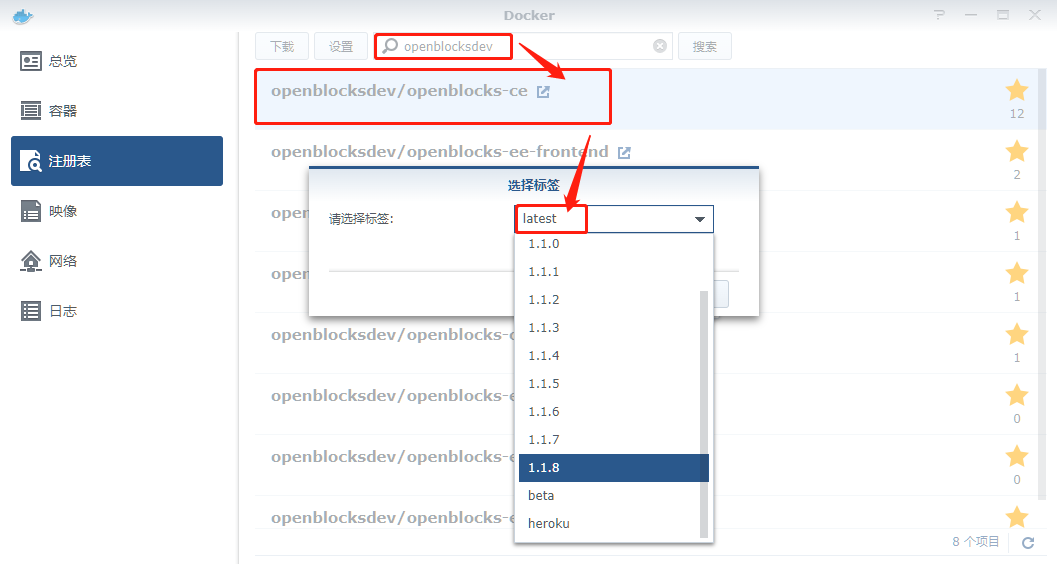 Docker
总览
容器
注册表
映像
网络
日志
下载 设置 openblocksdev 搜索
openblocksdev/openblocks-ce
12
openblocksdev/openblocks-ee-frontend
2
1
1
openblocksdev/openblocks-
1
openblocksdev/openblocks-e
0
openblocksdev/openblocks-e
0
openblocksdev/openblocks-e
8 个项目
选择标签
请选择标签:
latest
1.1.0
1.1.1
1.1.2
1.1.3
1.1.4
1.1.5
1.1.6
1.1.7
1.1.8
beta
heroku